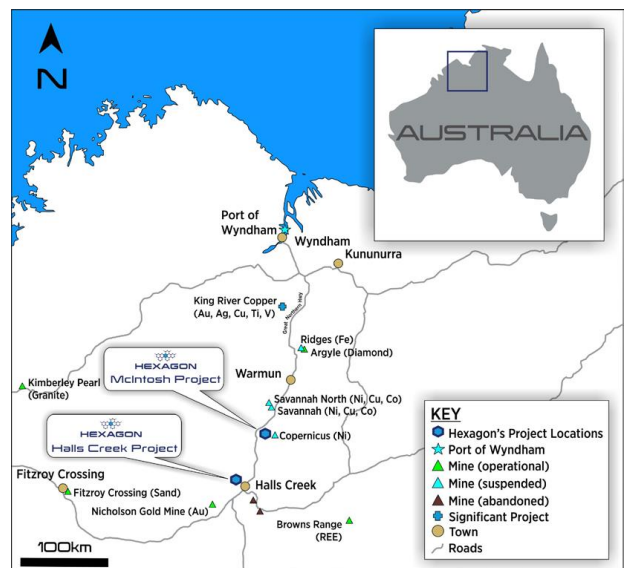 N
AUSTRALIA
Port of
Wyndham
Wyndham
Kununurra
King River Copper
(Au, Ag, Cu, Ti, V)
Great Northern Hwy
Ridges (Fe)
Argyle (Diamond)
HEXAGON
McIntosh Project
Warmun
Kimberley Pearl
(Granite)
Savannah North (Ni, Cu, Co)
Savannah (Ni, Cu, Co)
HEXAGON
Halls Creek Project
Copernicus (Ni)
Fitzroy Crossing
Fitzroy Crossing (Sand)
Halls Creek
Nicholson Gold Mine (Au)
Browns Range
(REE)
100km
KEY
Hexagon's Project Locations
Port of Wyndham
Mine (operational)
Mine (suspended)
Mine (abandoned)
Significant Project
Town
Roads